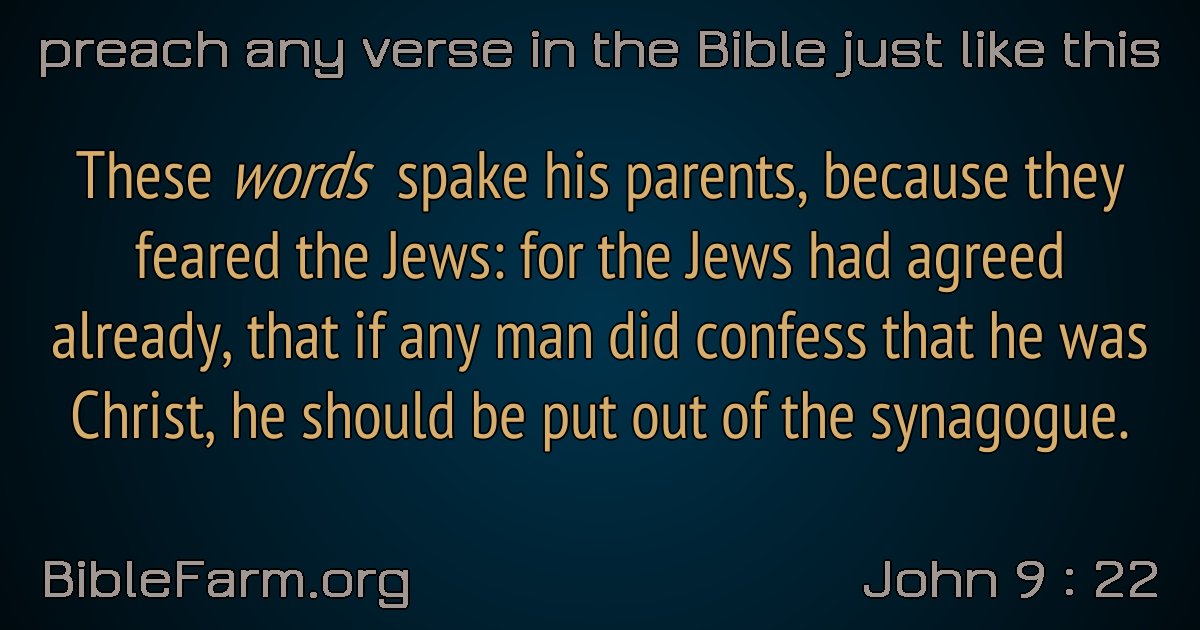 preach any verse in the Bible just like this
These words spake his parents, because they
feared the Jews: for the Jews had agreed
already, that if any man did confess that he was
Christ, he should be put out of the synagogue.
BibleFarm.org
John 9 : 22